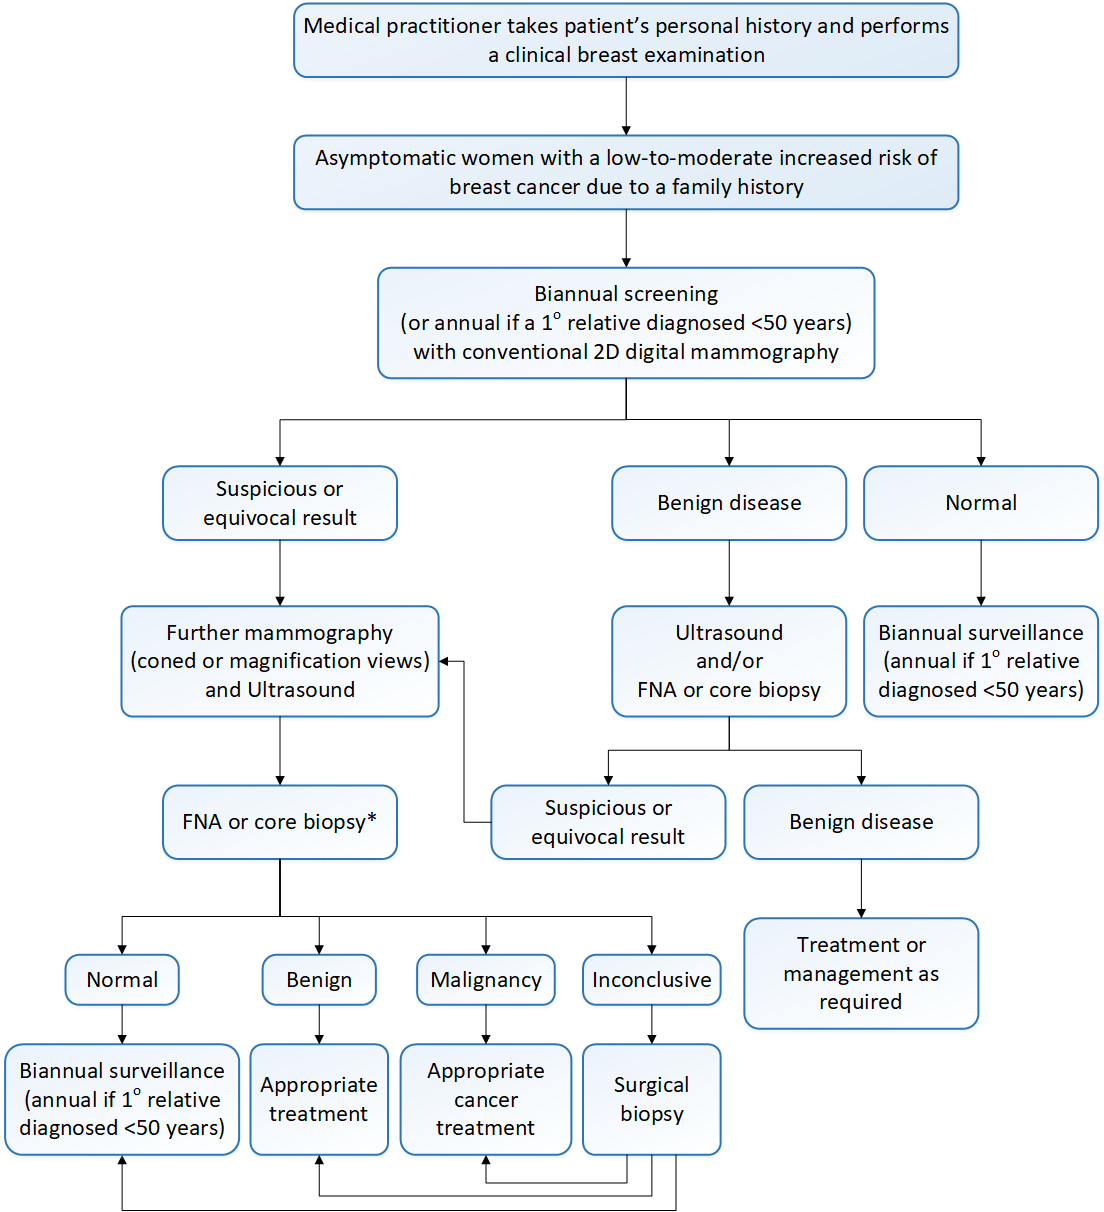 Medical practitioner takes patient’s personal history and performs
a clinical breast examination
Asymptomatic women with a low-to-moderate increased risk of
breast cancer due to a family history
Biannual screening
(or annual if a 1° relative diagnosed <50 years)
with conventional 2D digital mammography
Suspicious or
equivocal result
Benign disease
Normal
Further mammography
(coned or magnification views)
and Ultrasound
Ultrasound
and/or
FNA or core biopsy
Biannual surveillance
(annual if 1° relative
diagnosed <50 years)
FNA or core biopsy*
Suspicious or
equivocal result
Benign disease
Treatment or
management as
required
Normal
Benign
Malignancy
Inconclusive
Biannual surveillance
(annual if 1° relative
diagnosed <50 years)
Appropriate
treatment
Appropriate
cancer
treatment
Surgical
biopsy